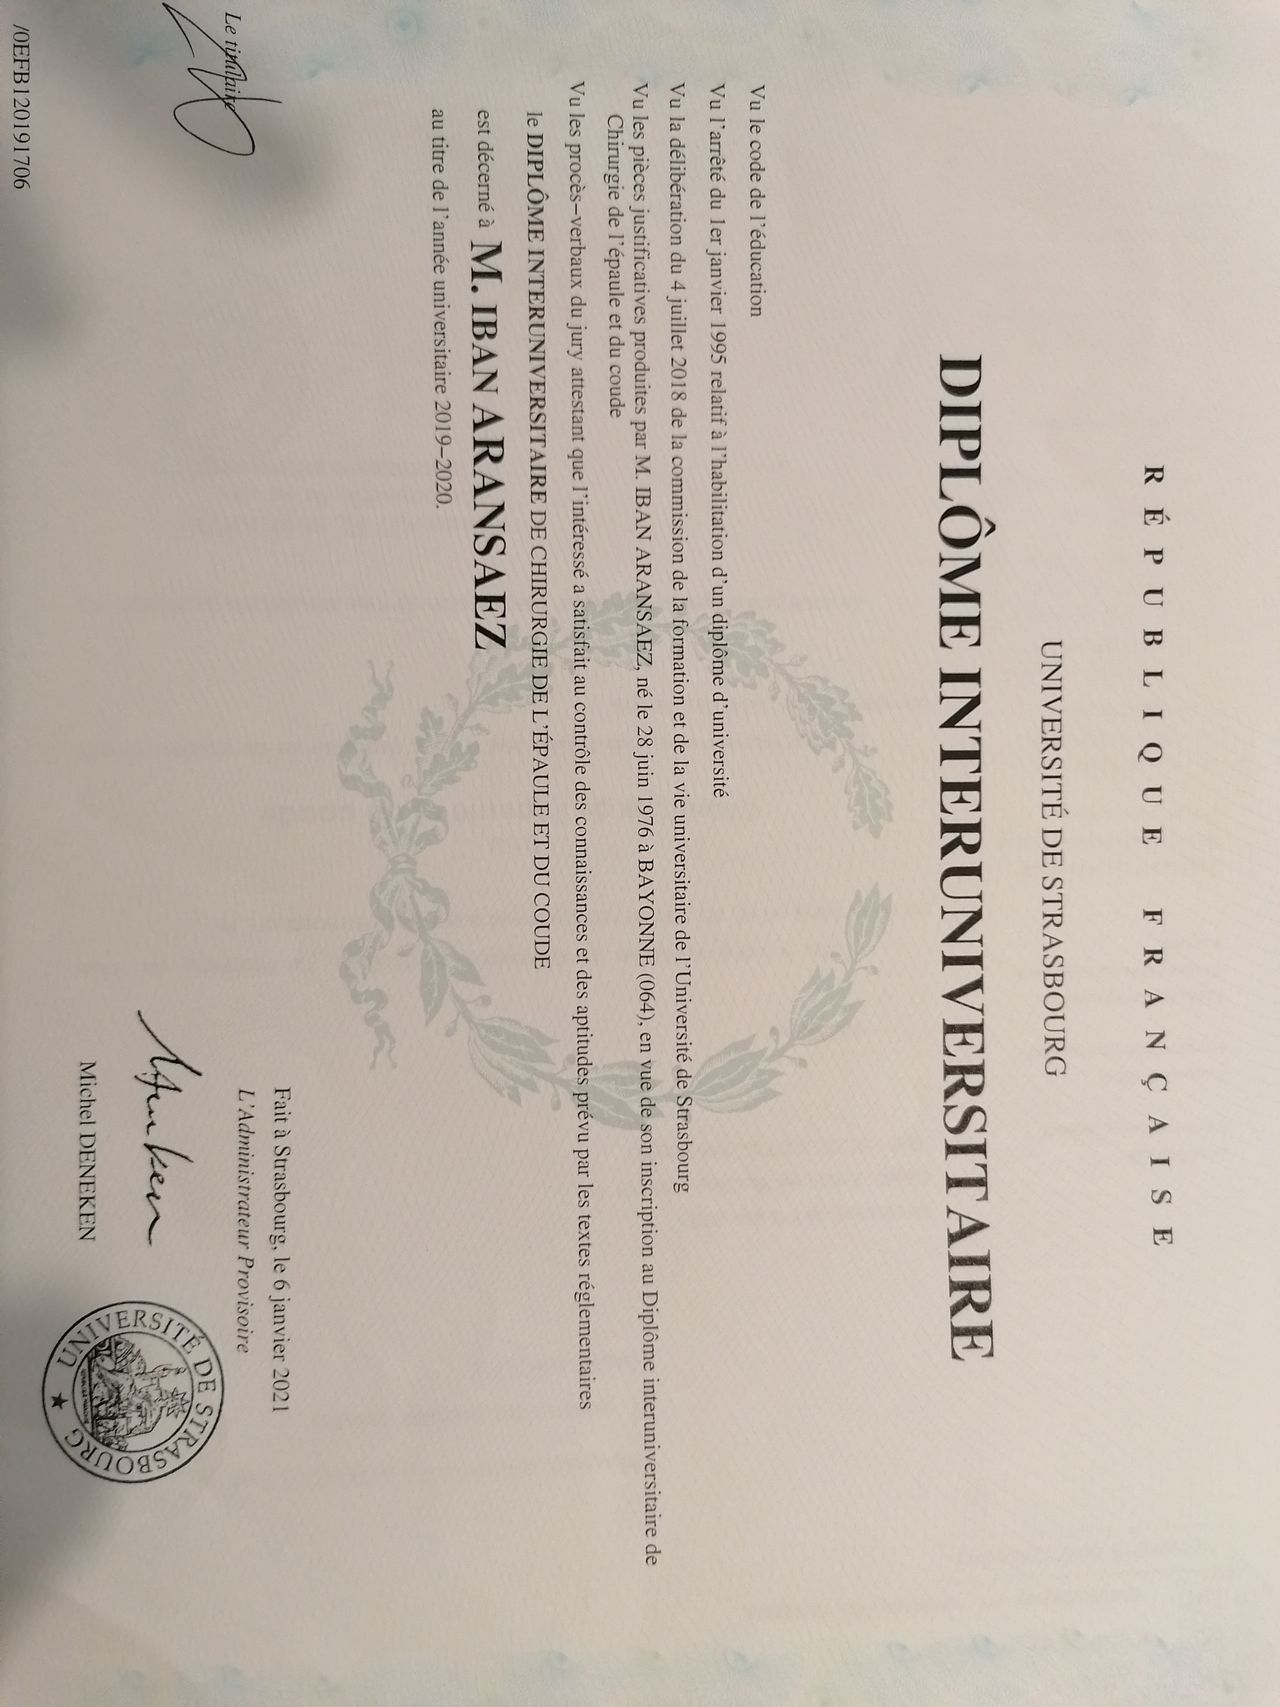 RÉPUBLIQUE FRANÇAISE
UNIVERSITÉ DE STRASBOURG
DIPLÔME INTERUNIVERSITAIRE
Vu le code de l'éducation
Vu l'arrêté du 1er janvier 1995 relatif à l'habilitation d'un diplôme d'université
Vu la délibération du 4 juillet 2018 de la commission de la formation et de la vie universitaire de l'Université de Strasbourg
Vu les pièces justificatives produites par M. IBAN ARANSAEZ, né le 28 juin 1976 à BAYONNE (064), en vue de son inscription au Diplôme interuniversitaire de
Chirurgie de l'épaule et du coude
Vu les procès-verbaux du jury attestant que l'intéressé a satisfait au contrôle des connaissances et des aptitudes prévu par les textes réglementaires
le DIPLÔME INTERUNIVERSITAIRE DE CHIRURGIE DE L'ÉPAULE ET DU COUDE
est décerné à M. IBAN ARANSAEZ
au titre de l'année universitaire 2019-2020.
Fait à Strasbourg, le 6 janvier 2021
L'Administrateur Provisoire
Le titulaire
Michel DENEKEN
UNIVERSITÉ DE STRASBOURG
/0EFB120191706